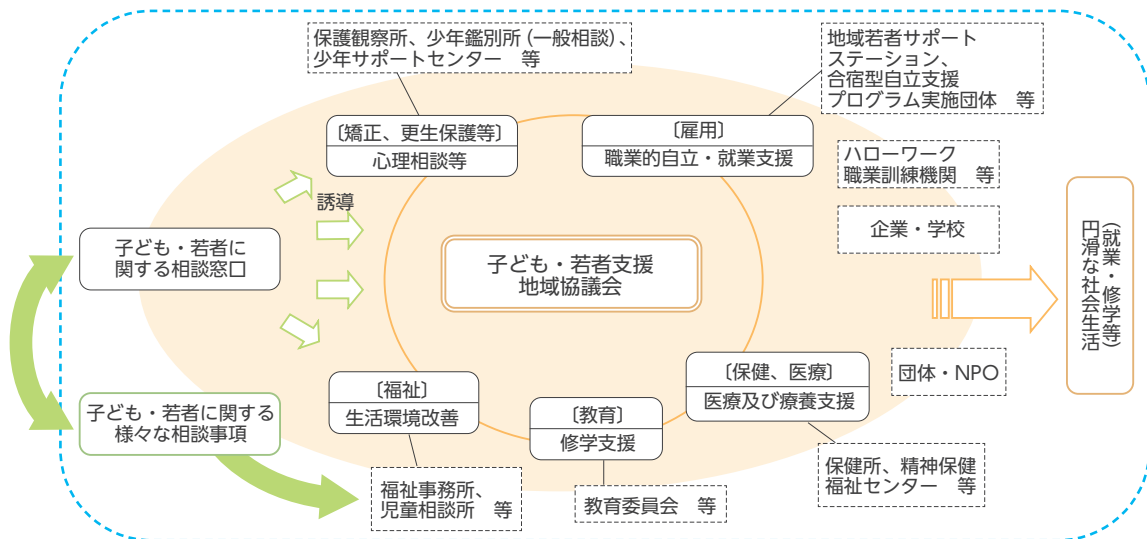 保護観察所、少年鑑別所(一般相談)、
少年サポートセンター 等
地域若者サポート
ステーション、
合宿型自立支援
プログラム実施団体 等
〔矯正、更生保護等〕
心理相談等
〔雇用〕
職業的自立・就業支援
ハローワーク
職業訓練機関 等
誘導
企業・学校
子ども・若者に
関する相談窓口
子ども・若者支援
地域協議会
(就業・修学等)
円滑な社会生活
団体・NPO
〔福祉〕
生活環境改善
〔教育〕
修学支援
〔保健、医療〕
医療及び療養支援
子ども・若者に関する
様々な相談事項
福祉事務所、
児童相談所 等
教育委員会 等
保健所、精神保健
福祉センター 等